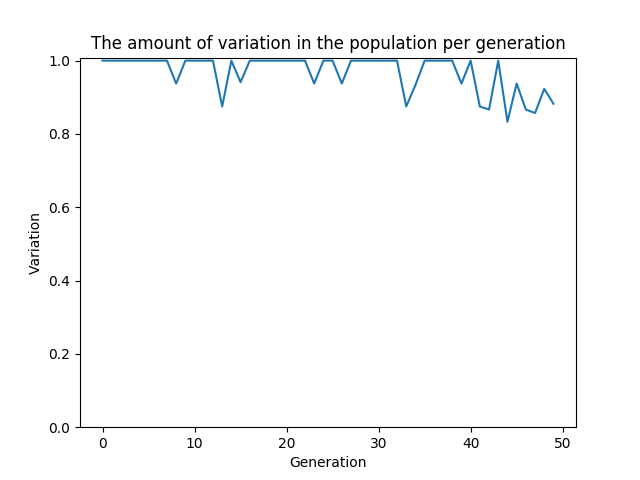 The amount of variation in the population per generation
1.0
0.8
0.6
0.4
0.2
0.0
Variation
0 10 20 30 40 50
Generation